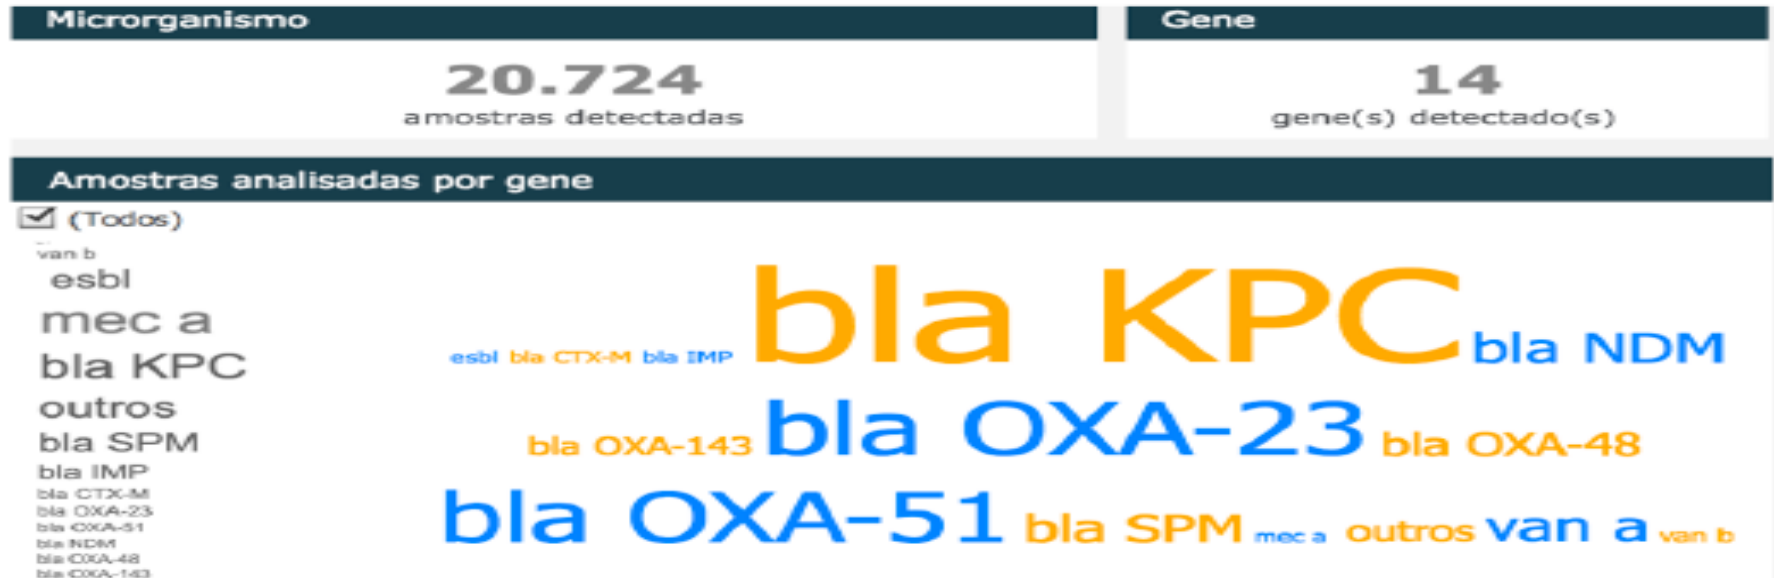 Microrganismo
Gene
20.724
amostras detectadas
14
gene(s) detectado(s)
Amostras analisadas por gene
(Todos)
van b
esbl
mec a
bla KPC
outros
bla SPM
bla IMP
bla CTX-M
bla OXA-23
bla OXA-51
bla NDM
bla OXA-48
bla OXA-143
esbl bla CTX-M bla IMP bla KPC bla NDM
bla OXA-143 bla OXA-23 bla OXA-48
bla OXA-51 bla SPM mec a outros van a van b